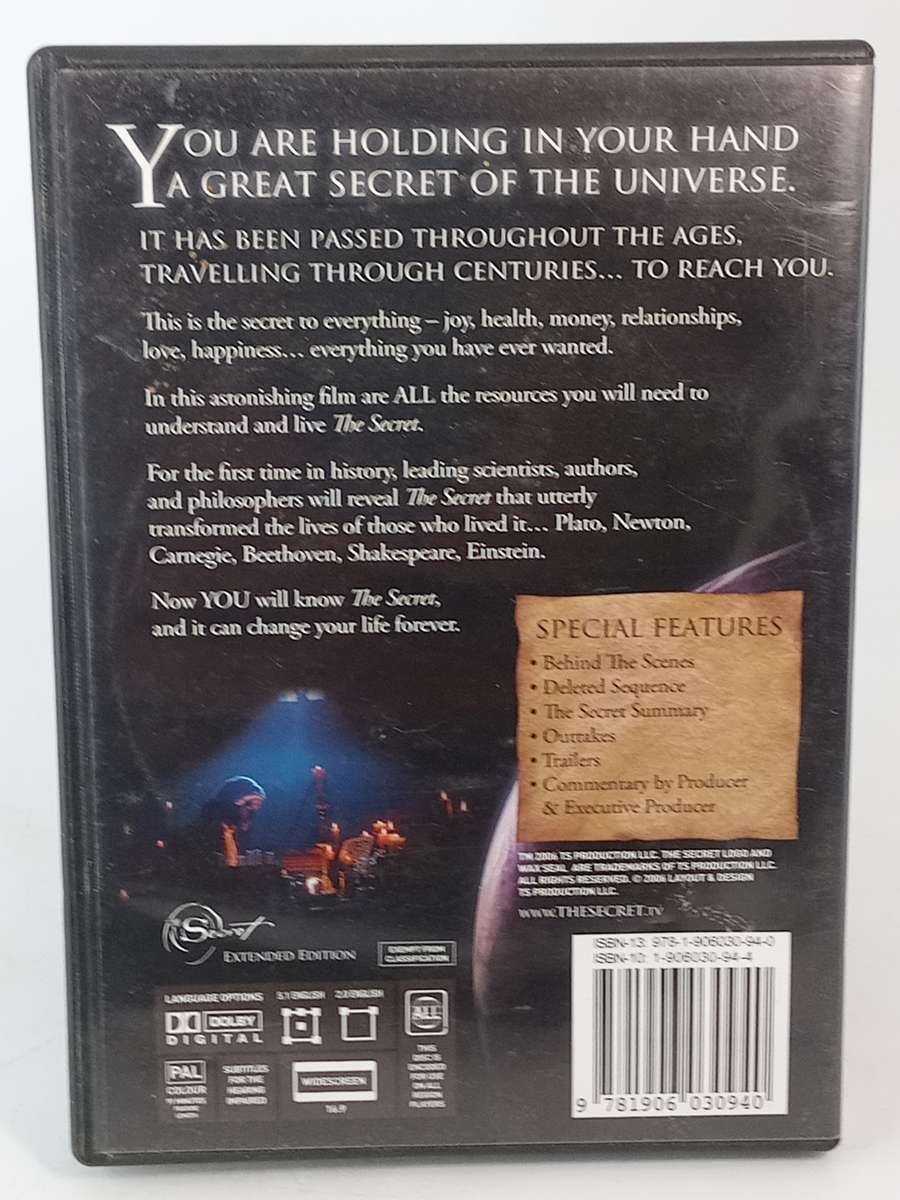 YOU ARE HOLDING IN YOUR HAND
A GREAT SECRET OF THE UNIVERSE.
IT HAS BEEN PASSED THROUGHOUT THE AGES,
TRAVELLING THROUGH CENTURIES... TO REACH YOU.
This is the secret to everything – joy, health, money, relationships,
love, happiness... everything you have ever wanted.
In this astonishing film are ALL the resources you will need to
understand and live The Secret.
For the first time in history, leading scientists, authors,
and philosophers will reveal The Secret that utterly
transformed the lives of those who lived it... Plato, Newton,
Carnegie, Beethoven, Shakespeare, Einstein.
Now YOU will know The Secret,
and it can change your life forever.
SPECIAL FEATURES
• Behind The Scenes
• Deleted Sequence
• The Secret Summary
• Outtakes
• Trailers
• Commentary by Producer
& Executive Producer
TM 2006 TS PRODUCTION LLC. THE SECRET LOGO AND
WAX SEAL ARE TRADEMARKS OF TS PRODUCTION LLC.
ALL RIGHTS RESERVED. © 2006 LAYOUT & DESIGN
TS PRODUCTION LLC.
WWW.THESECRET.TV
Secret
EXTENDED EDITION
EXEMPT FROM
CLASSIFICATION
ISBN-13: 978-1-906030-94-0
ISBN-10: 1-906030-94-4
LANGUAGE OPTIONS 5.1 ENGLISH 2.0 ENGLISH
DOLBY
DIGITAL
ALL
THIS
DISC IS
ENCODED
FOR USE
ON ALL
REGION
PLAYERS
PAL
COLOUR
SUBTITLES
FOR THE
HEARING
IMPAIRED
WIDESCREEN
16:9
9 781906 030940